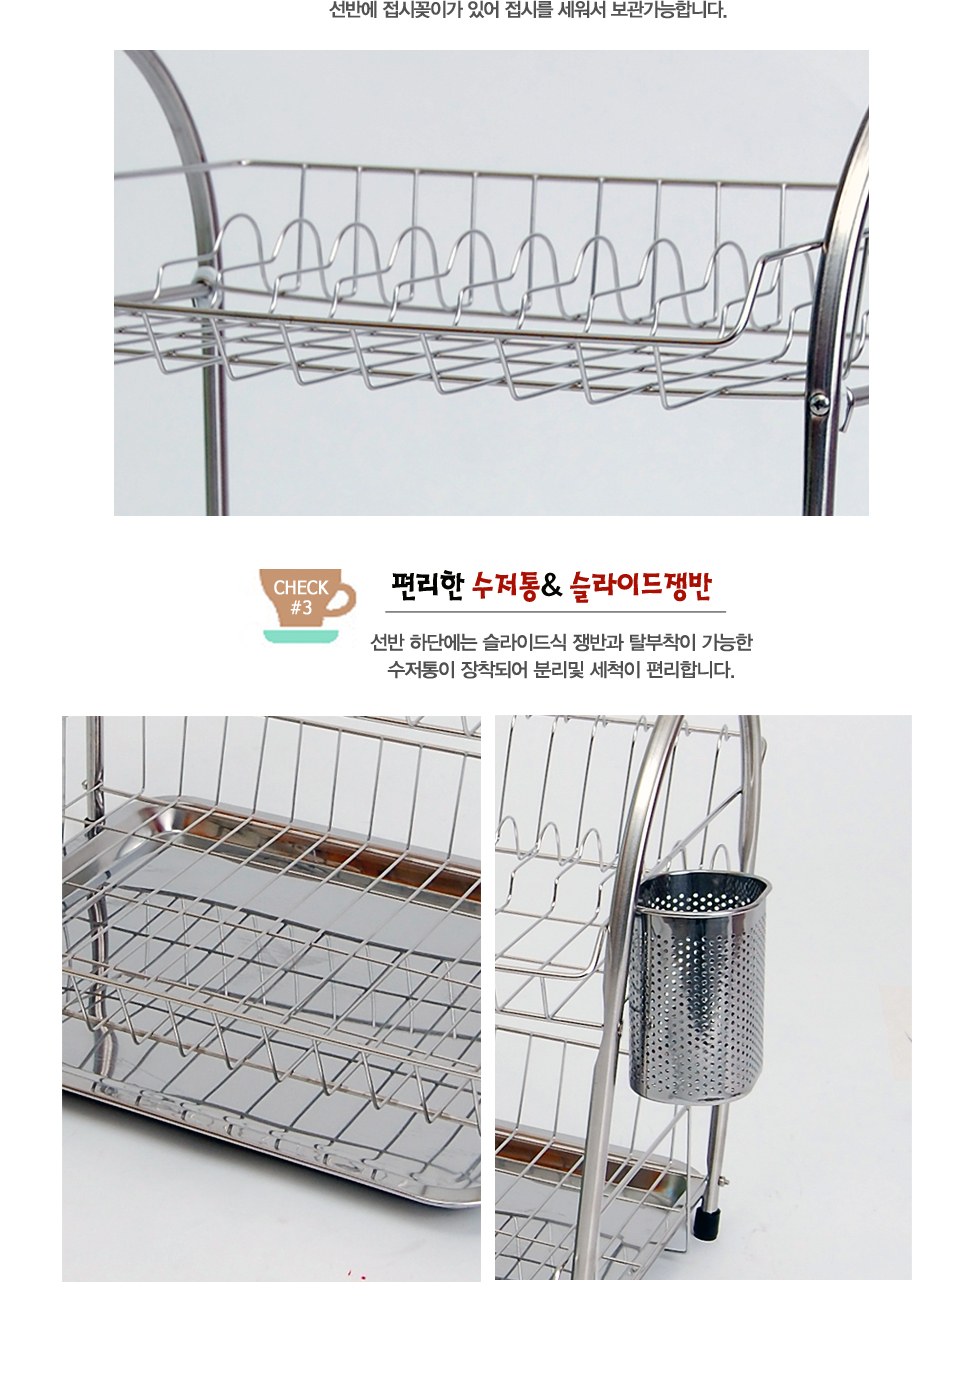 선반에 접시꽂이가 있어 접시를 세워서 보관가능합니다.
CHECK
#3
편리한 수저통& 슬라이드쟁반
선반 하단에는 슬라이드식 쟁반과 탈부착이 가능한
수저통이 장착되어 분리및 세척이 편리합니다.